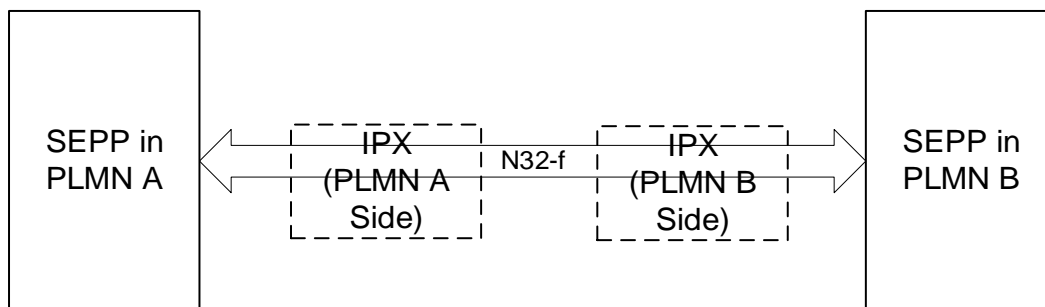 SEPP in
PLMN A
IPX
(PLMN A
Side)
N32-f
IPX
(PLMN B
Side)
SEPP in
PLMN B